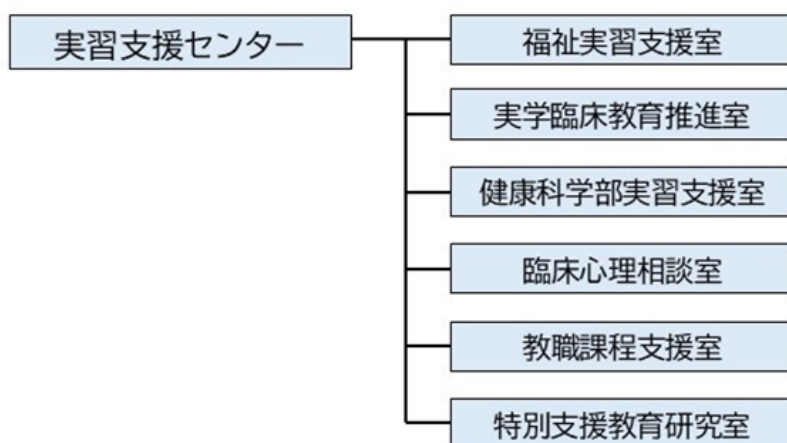 実習支援センター
福祉実習支援室
実学臨床教育推進室
健康科学部実習支援室
臨床心理相談室
教職課程支援室
特別支援教育研究室